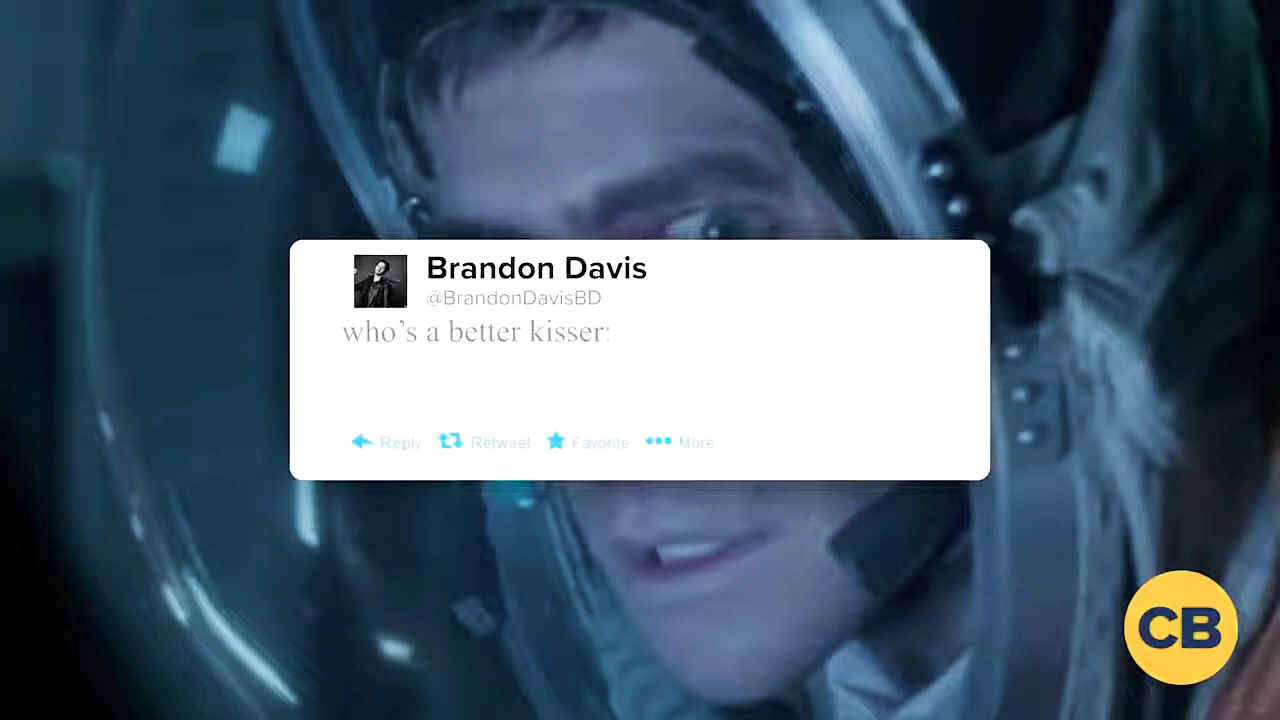 Brandon Davis
@BrandonDavisBD
who's a better kisser:
Reply Retweet Favorite More
CB